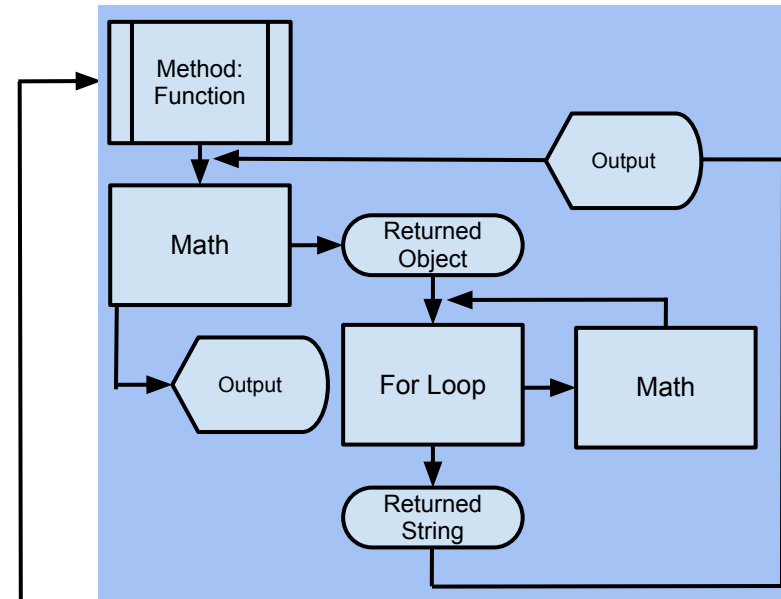 Method:
Function
Output
Math
Returned
Object
Output
For Loop
Math
Returned
String